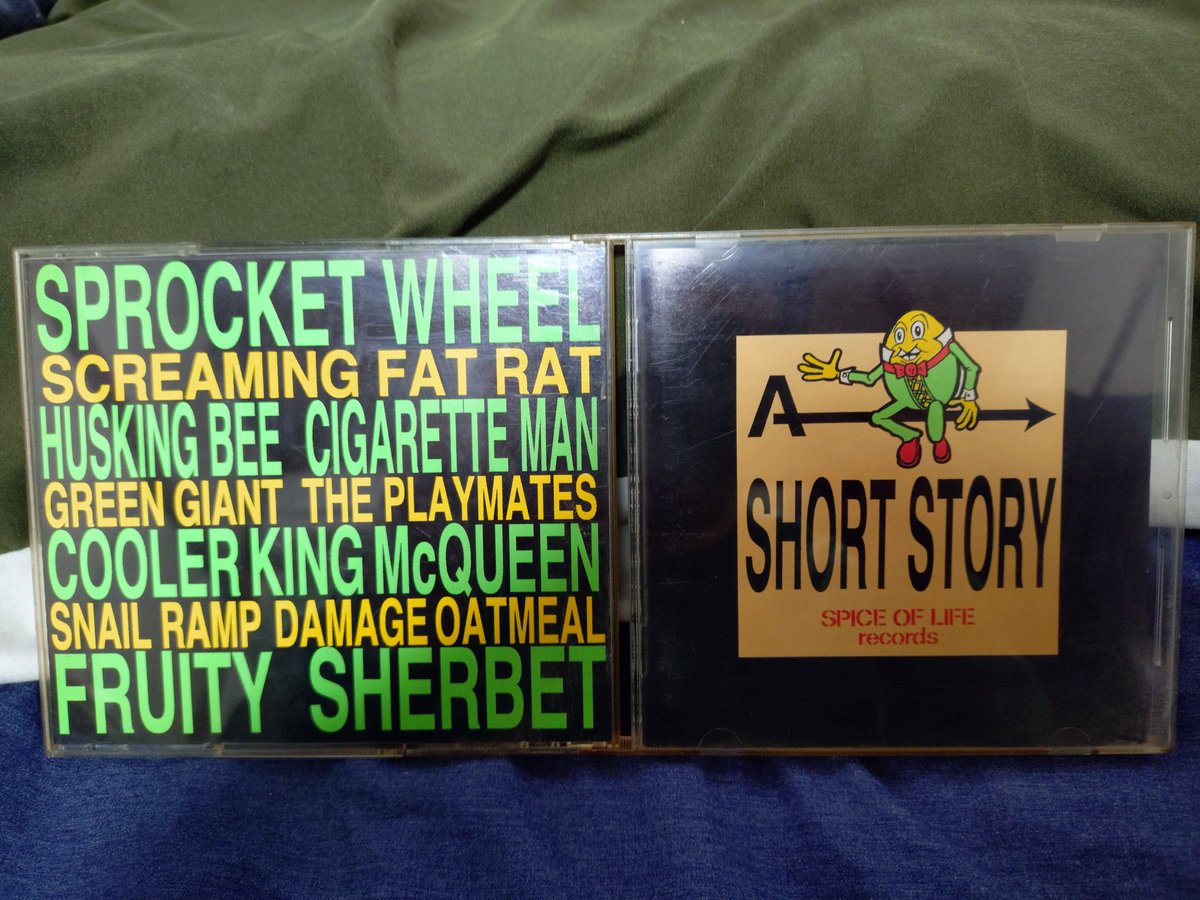 SPROCKET WHEEL
SCREAMING FAT RAT
HUSKING BEE CIGARETTE MAN
GREEN GIANT THE PLAYMATES
COOLER KING McQUEEN
SNAIL RAMP DAMAGE OATMEAL
FRUITY SHERBET
A
SHORT STORY
SPICE OF LIFE
records